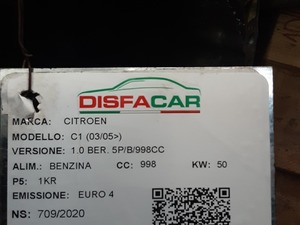 DISFACAR
MARCA: CITROEN
MODELLO: C1 (03/05>)
VERSIONE: 1.0 BER. 5P/B/998CC
ALIM.: BENZINA CC: 998 KW: 50
P5: 1KR
EMISSIONE: EURO 4
NS: 709/2020